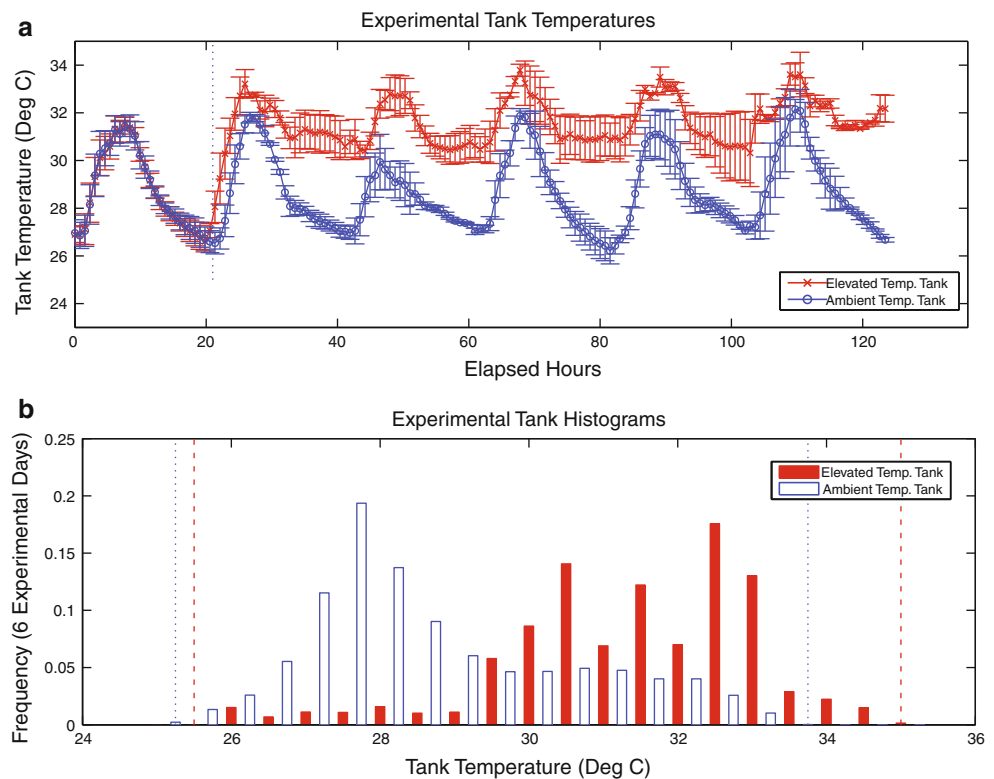 a
Experimental Tank Temperatures
Tank Temperature (Deg C)
34
32
30
28
26
24
0 20 40 60 80 100 120
Elapsed Hours
Elevated Temp. Tank
Ambient Temp. Tank
b
Experimental Tank Histograms
Frequency (6 Experimental Days)
0.25
0.2
0.15
0.1
0.05
0
24 26 28 30 32 34 36
Tank Temperature (Deg C)
Elevated Temp. Tank
Ambient Temp. Tank